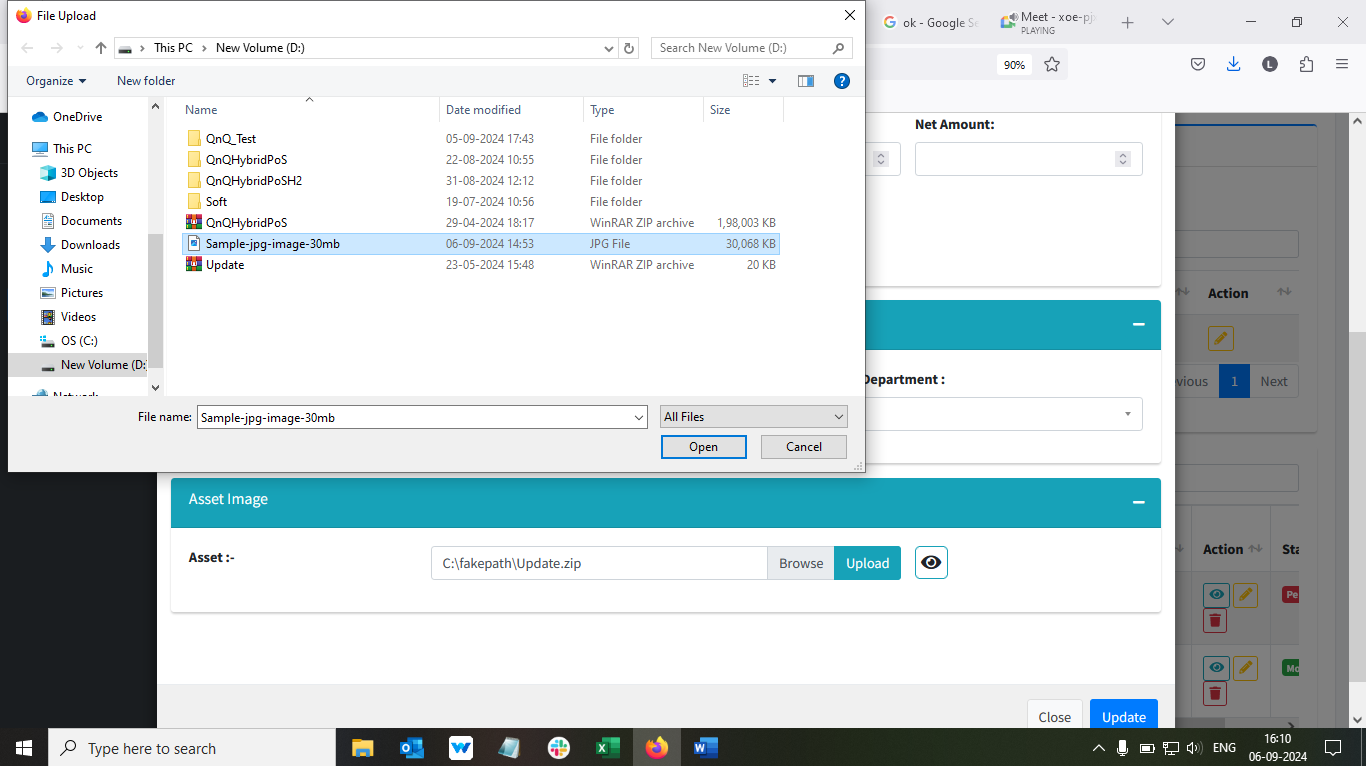 File Upload
ok - Google Se
Meet - xoe-pj
PLAYING
This PC > New Volume (D:)
Search New Volume (D:)
90%
L
Organize
New folder
?
Name
Date modified
Type
Size
OneDrive
This PC
3D Objects
Desktop
Documents
Downloads
Music
Pictures
Videos
OS (C:)
New Volume (D:
Network
QnQ_Test 05-09-2024 17:43 File folder
QnQHybridPoS 22-08-2024 10:55 File folder
QnQHybridPoSH2 31-08-2024 12:12 File folder
Soft 19-07-2024 10:56 File folder
QnQHybridPoS 29-04-2024 18:17 WinRAR ZIP archive 1,98,003 KB
Sample-jpg-image-30mb 06-09-2024 14:53 JPG File 30,068 KB
Update 23-05-2024 15:48 WinRAR ZIP archive 20 KB
File name: Sample-jpg-image-30mb
All Files
Open
Cancel
Net Amount:
Action
vious 1 Next
Department :
Asset Image
Asset :-
C:\fakepath\Update.zip
Browse
Upload
Action
Sta
Pe
Mo
Close
Update
Type here to search
ENG
16:10
06-09-2024